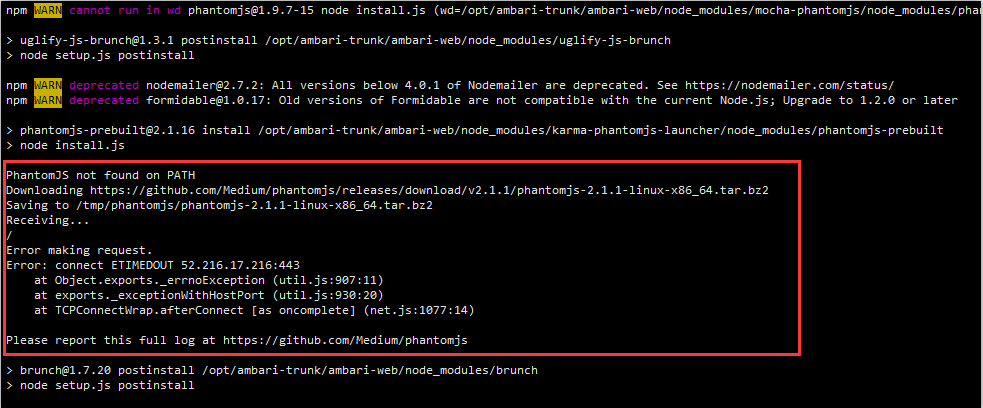 npm WARN cannot run in wd phantomjs@1.9.7-15 node install.js (wd=/opt/ambari-trunk/ambari-web/node_modules/mocha-phantomjs/node_modules/phan
> uglify-js-brunch@1.3.1 postinstall /opt/ambari-trunk/ambari-web/node_modules/uglify-js-brunch
> node setup.js postinstall
npm WARN deprecated nodemailer@2.7.2: All versions below 4.0.1 of Nodemailer are deprecated. See https://nodemailer.com/status/
npm WARN deprecated formidable@1.0.17: Old versions of Formidable are not compatible with the current Node.js; Upgrade to 1.2.0 or later
> phantomjs-prebuilt@2.1.16 install /opt/ambari-trunk/ambari-web/node_modules/karma-phantomjs-launcher/node_modules/phantomjs-prebuilt
> node install.js
PhantomJS not found on PATH
Downloading https://github.com/Medium/phantomjs/releases/download/v2.1.1/phantomjs-2.1.1-linux-x86_64.tar.bz2
Saving to /tmp/phantomjs/phantomjs-2.1.1-linux-x86_64.tar.bz2
Receiving...
/
Error making request.
Error: connect ETIMEDOUT 52.216.17.216:443
at Object.exports._errnoException (util.js:907:11)
at exports._exceptionWithHostPort (util.js:930:20)
at TCPConnectWrap.afterConnect [as oncomplete] (net.js:1077:14)
Please report this full log at https://github.com/Medium/phantomjs
> brunch@1.7.20 postinstall /opt/ambari-trunk/ambari-web/node_modules/brunch
> node setup.js postinstall